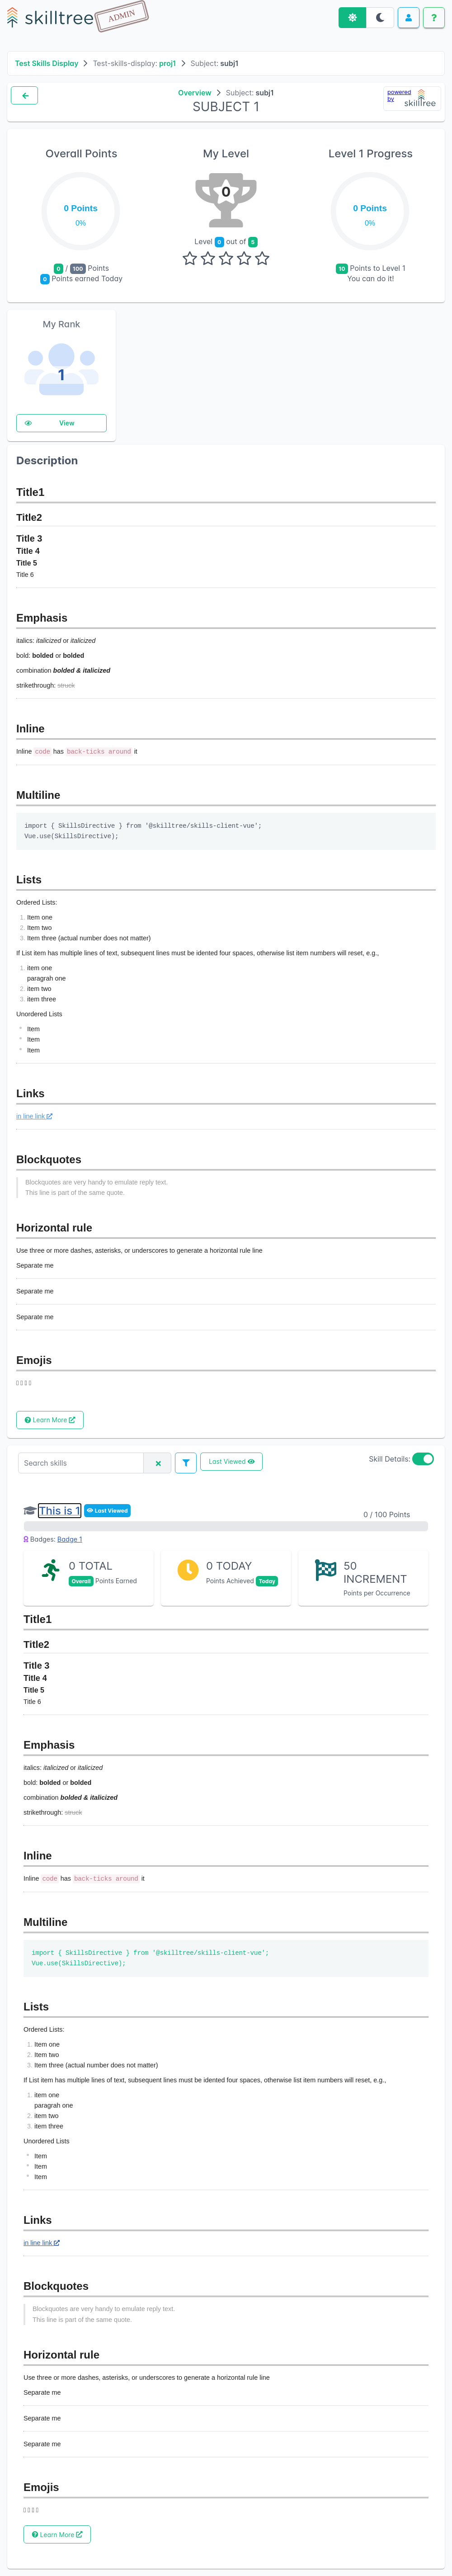 skilltree ADMIN
?
Test Skills Display > Test-skills-display: proj1 > Subject: subj1
Overview > Subject: subj1
SUBJECT 1
powered by
skilltree
Overall Points
0 Points
0%
0 / 100 Points
0 Points earned Today
My Level
0
Level 0 out of 5
Level 1 Progress
0 Points
0%
10 Points to Level 1
You can do it!
My Rank
1
View
Description
Title1
Title2
Title 3
Title 4
Title 5
Title 6
Emphasis
italics: italicized or italicized
bold: bolded or bolded
combination bolded & italicized
strikethrough: struck
Inline
Inline code has back-ticks around it
Multiline
import { SkillsDirective } from '@skilltree/skills-client-vue';
Vue.use(SkillsDirective);
Lists
Ordered Lists:
1. Item one
2. Item two
3. Item three (actual number does not matter)
If List item has multiple lines of text, subsequent lines must be idented four spaces, otherwise list item numbers will reset, e.g.,
1. item one
paragrah one
2. item two
3. item three
Unordered Lists
* Item
* Item
* Item
Links
in line link
Blockquotes
Blockquotes are very handy to emulate reply text.
This line is part of the same quote.
Horizontal rule
Use three or more dashes, asterisks, or underscores to generate a horizontal rule line
Separate me
Separate me
Separate me
Emojis
Learn More
Search skills
Last Viewed
Skill Details:
This is 1 Last Viewed
0 / 100 Points
Badges: Badge 1
0 TOTAL
Overall Points Earned
0 TODAY
Points Achieved Today
50 INCREMENT
Points per Occurrence
Title1
Title2
Title 3
Title 4
Title 5
Title 6
Emphasis
italics: italicized or italicized
bold: bolded or bolded
combination bolded & italicized
strikethrough: struck
Inline
Inline code has back-ticks around it
Multiline
import { SkillsDirective } from '@skilltree/skills-client-vue';
Vue.use(SkillsDirective);
Lists
Ordered Lists:
1. Item one
2. Item two
3. Item three (actual number does not matter)
If List item has multiple lines of text, subsequent lines must be idented four spaces, otherwise list item numbers will reset, e.g.,
1. item one
paragrah one
2. item two
3. item three
Unordered Lists
* Item
* Item
* Item
Links
in line link
Blockquotes
Blockquotes are very handy to emulate reply text.
This line is part of the same quote.
Horizontal rule
Use three or more dashes, asterisks, or underscores to generate a horizontal rule line
Separate me
Separate me
Separate me
Emojis
Learn More